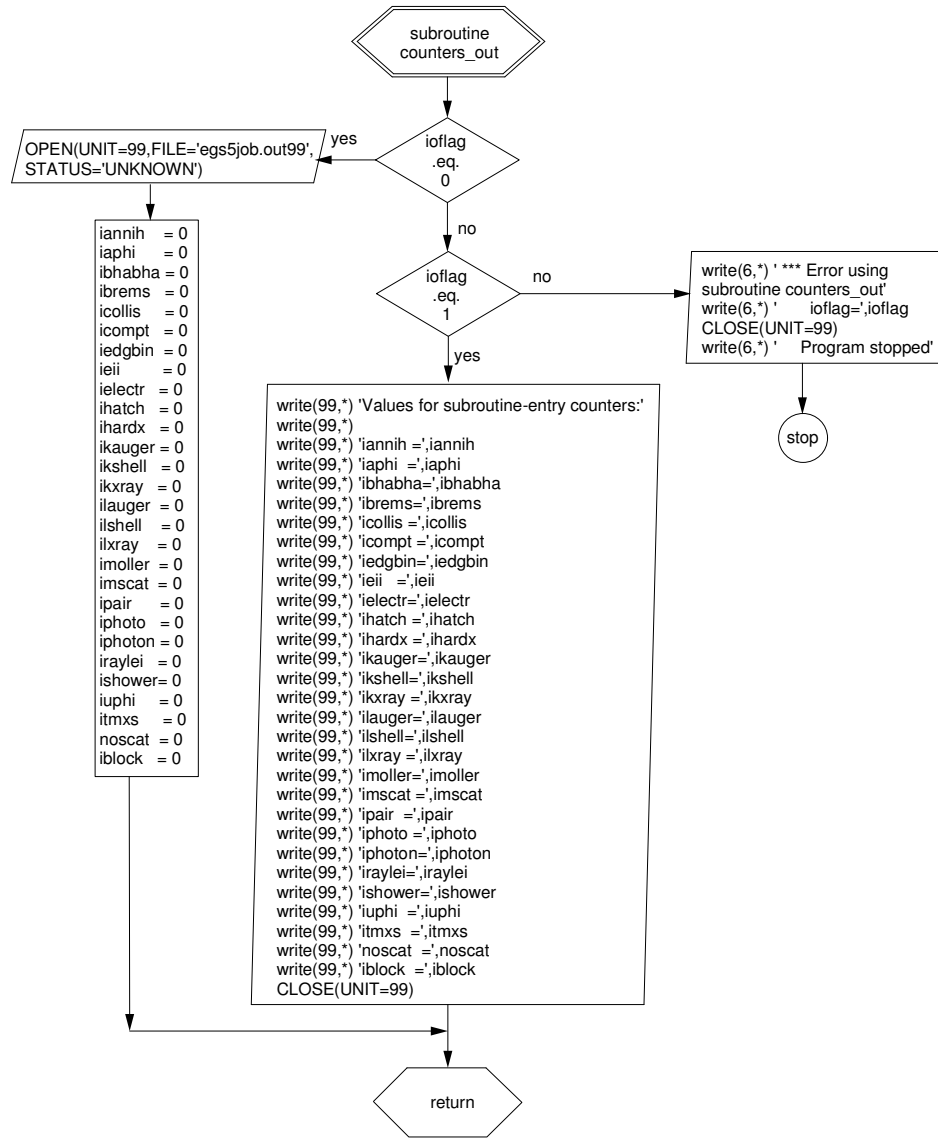 subroutine
counters_out
ioflag
.eq.
0
yes
OPEN(UNIT=99,FILE='egs5job.out99',
STATUS='UNKNOWN')
iannih = 0
iaphi = 0
ibhabha = 0
ibrems = 0
icollis = 0
icompt = 0
iedgbin = 0
ieii = 0
ielectr = 0
ihatch = 0
ihardx = 0
ikauger = 0
ikshell = 0
ikxray = 0
ilauger = 0
ilshell = 0
ilxray = 0
imoller = 0
imscat = 0
ipair = 0
iphoto = 0
iphoton = 0
iraylei = 0
ishower= 0
iuphi = 0
itmxs = 0
noscat = 0
iblock = 0
no
ioflag
.eq.
1
no
write(6,*) ' *** Error using
subroutine counters_out'
write(6,*) ' ioflag=',ioflag
CLOSE(UNIT=99)
write(6,*) ' Program stopped'
stop
yes
write(99,*) 'Values for subroutine-entry counters:'
write(99,*)
write(99,*) 'iannih =',iannih
write(99,*) 'iaphi =',iaphi
write(99,*) 'ibhabha=',ibhabha
write(99,*) 'ibrems=',ibrems
write(99,*) 'icollis =',icollis
write(99,*) 'icompt =',icompt
write(99,*) 'iedgbin=',iedgbin
write(99,*) 'ieii =',ieii
write(99,*) 'ielectr=',ielectr
write(99,*) 'ihatch =',ihatch
write(99,*) 'ihardx =',ihardx
write(99,*) 'ikauger=',ikauger
write(99,*) 'ikshell=',ikshell
write(99,*) 'ikxray =',ikxray
write(99,*) 'ilauger=',ilauger
write(99,*) 'ilshell=',ilshell
write(99,*) 'ilxray =',ilxray
write(99,*) 'imoller=',imoller
write(99,*) 'imscat =',imscat
write(99,*) 'ipair =',ipair
write(99,*) 'iphoto =',iphoto
write(99,*) 'iphoton=',iphoton
write(99,*) 'iraylei=',iraylei
write(99,*) 'ishower=',ishower
write(99,*) 'iuphi =',iuphi
write(99,*) 'itmxs =',itmxs
write(99,*) 'noscat =',noscat
write(99,*) 'iblock =',iblock
CLOSE(UNIT=99)
return